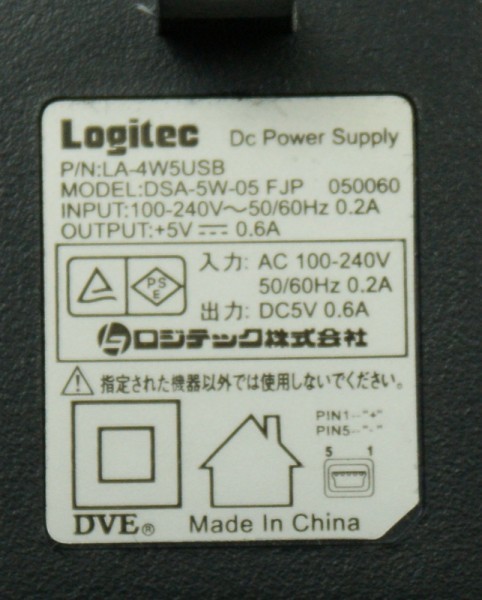 Logitec Dc Power Supply
P/N:LA-4W5USB
MODEL:DSA-5W-05 FJP 050060
INPUT:100-240V～50/60Hz 0.2A
OUTPUT:+5V ⎓ 0.6A
PS
E
入力: AC 100-240V
50/60Hz 0.2A
出力: DC5V 0.6A
ロジテック株式会社
指定された機器以外では使用しないでください。
PIN1--"+"
PIN5--"-"
5 1
DVE® Made In China